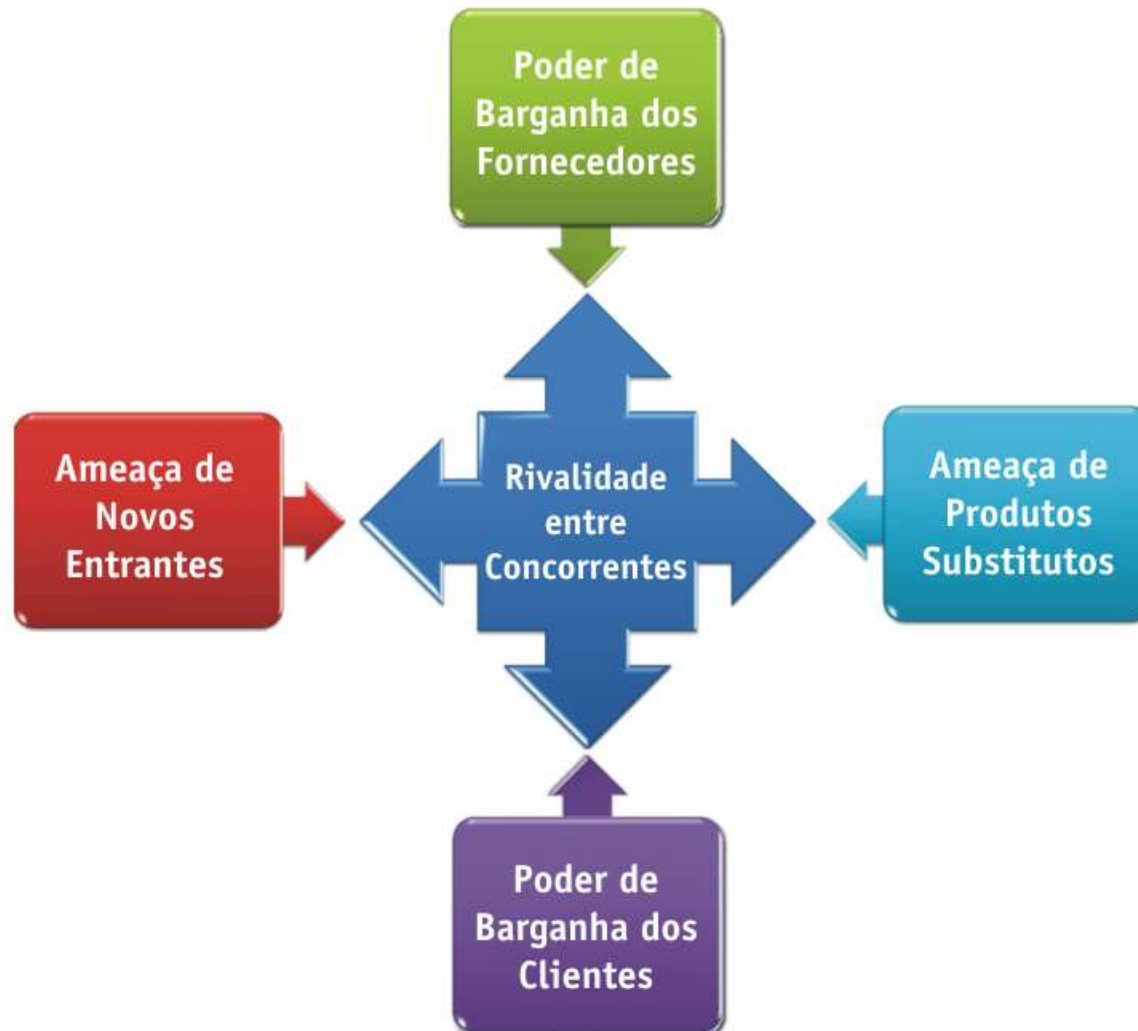 Poder de
Barganha dos
Fornecedores
Ameaça de
Novos
Entrantes
Rivalidade
entre
Concorrentes
Ameaça de
Produtos
Substitutos
Poder de
Barganha dos
Clientes